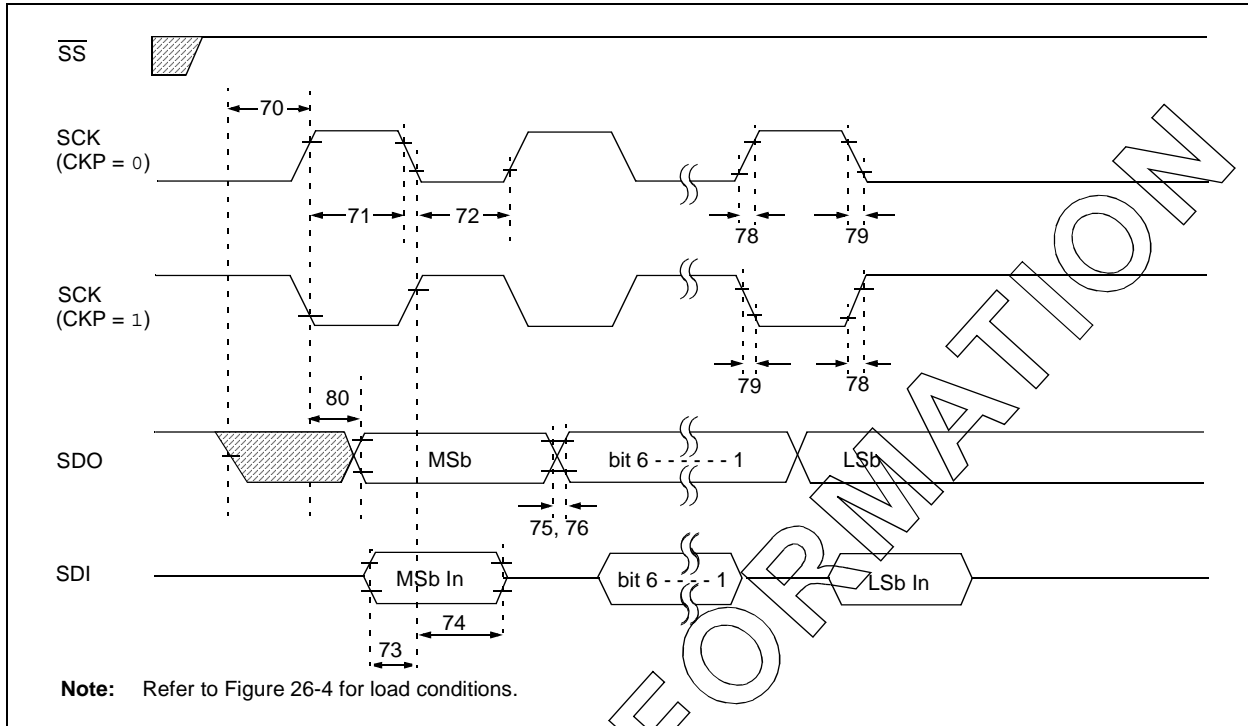 SS
70
SCK
(CKP = 0)
71
72
78
79
SCK
(CKP = 1)
79
78
80
SDO
MSb
bit 6 - - - - - - 1
LSb
75, 76
SDI
MSb In
bit 6 - - - - - 1
LSb In
74
73
Note: Refer to Figure 26-4 for load conditions.
FORMATION